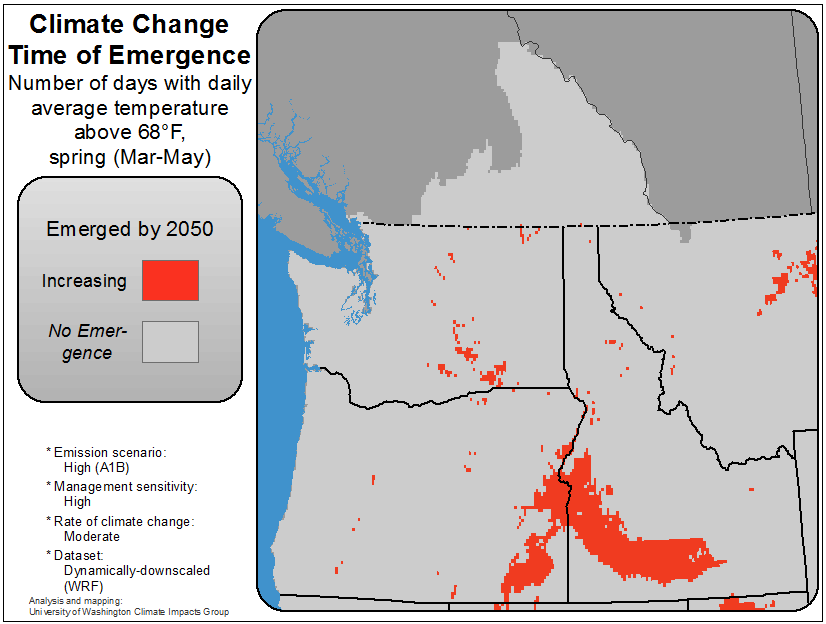 Climate Change
Time of Emergence
Number of days with daily
average temperature
above 68°F,
spring (Mar-May)
Emerged by 2050
Increasing
No Emer-
gence
* Emission scenario:
High (A1B)
* Management sensitivity:
High
* Rate of climate change:
Moderate
* Dataset:
Dynamically-downscaled
(WRF)
Analysis and mapping:
University of Washington Climate Impacts Group